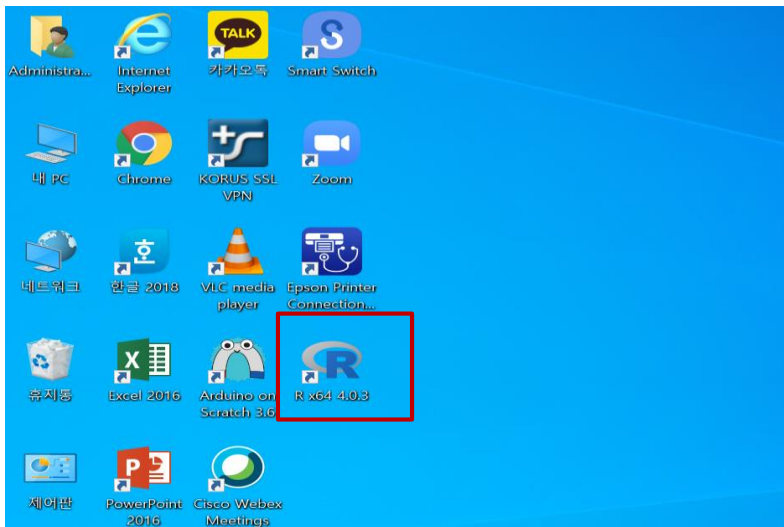 TALK
S
Administra...
Internet
Explorer
카카오톡
Smart Switch
내 PC
Chrome
KORUS SSL
VPN
Zoom
호
네트워크
한글 2018
VLC media
player
Epson Printer
Connection...
X
R
휴지통
Excel 2016
Arduino on
Scratch 3.6
R x64 4.0.3
P
제어판
PowerPoint
2016
Cisco Webex
Meetings